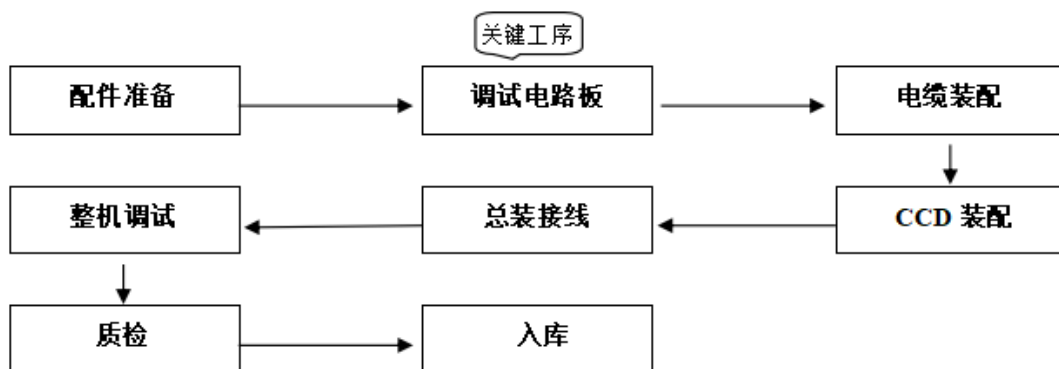 关键工序
配件准备
调试电路板
电缆装配
CCD 装配
总装接线
整机调试
质检
入库